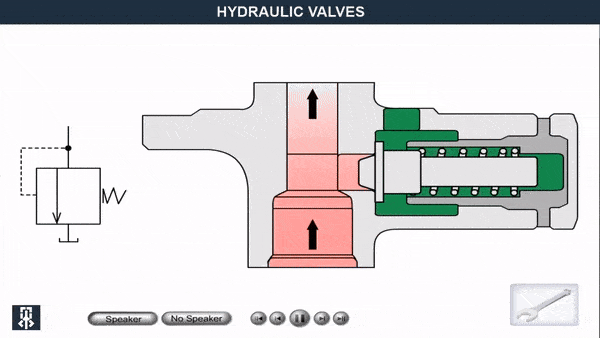 HYDRAULIC VALVES
Speaker
No Speaker